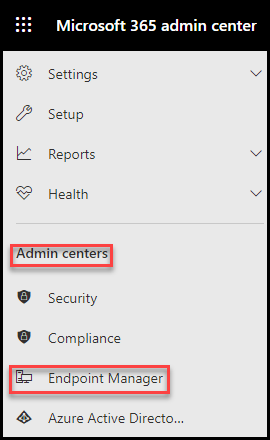 Microsoft 365 admin center
Settings
Setup
Reports
Health
Admin centers
Security
Compliance
Endpoint Manager
Azure Active Directo...